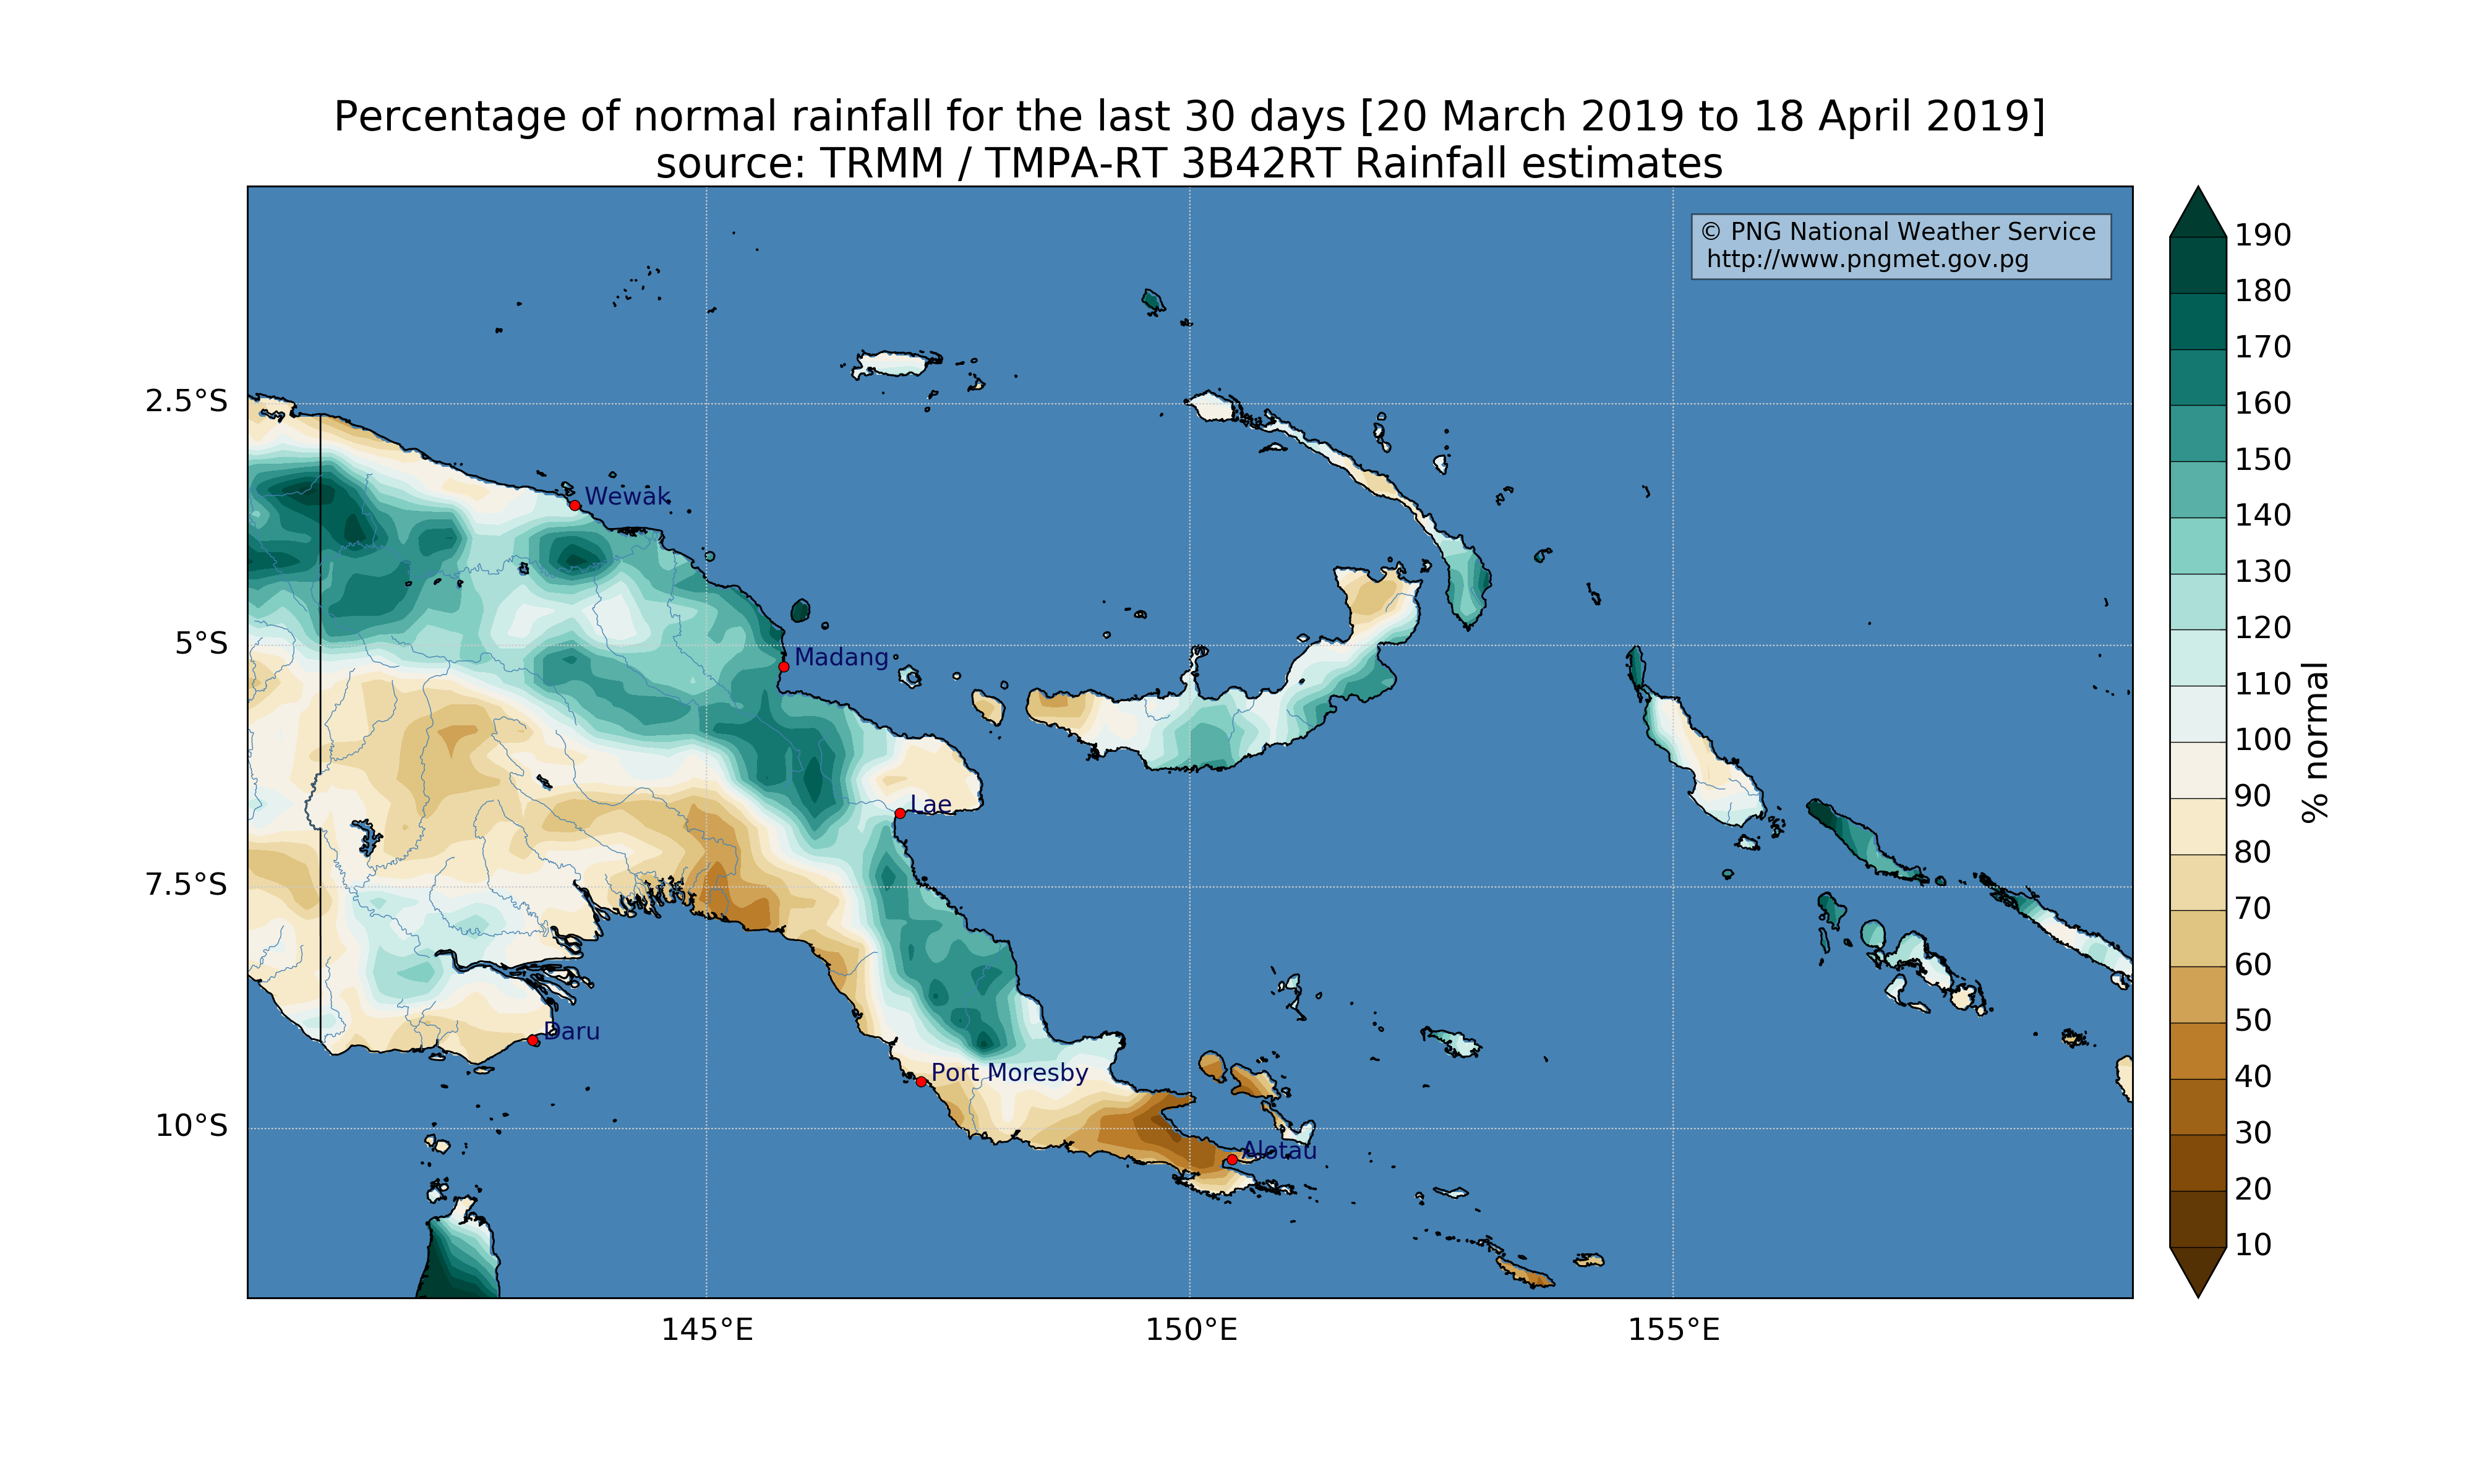 Percentage of normal rainfall for the last 30 days [20 March 2019 to 18 April 2019]
source: TRMM / TMPA-RT 3B42RT Rainfall estimates
© PNG National Weather Service
http://www.pngmet.gov.pg
2.5°S
5°S
7.5°S
10°S
Wewak
Madang
Lae
Daru
Port Moresby
Alotau
145°E
150°E
155°E
190
180
170
160
150
140
130
120
110
100
90
80
70
60
50
40
30
20
10
% normal